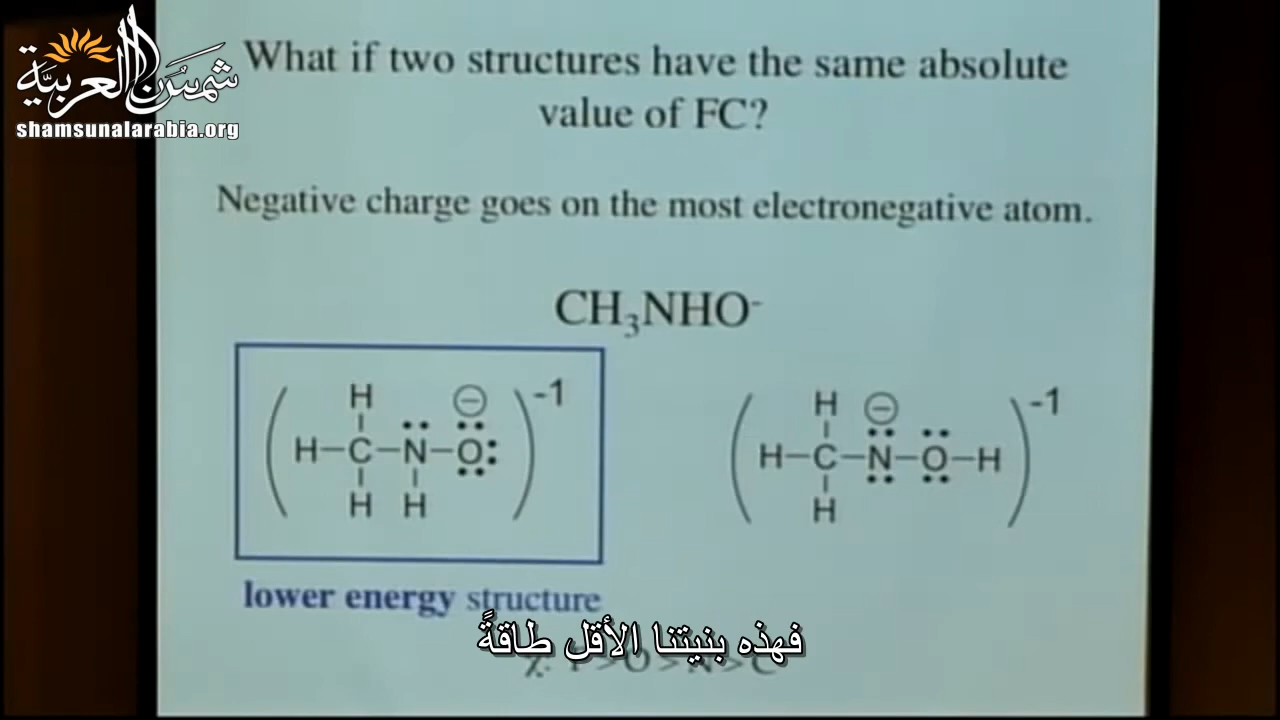 شمس العربية
shamsunalarabia.org
What if two structures have the same absolute
value of FC?
Negative charge goes on the most electronegative atom.
CH₃NHO⁻
H ⊖ -1
H–C–N–O:
H H
H ⊖ -1
H–C–N–O–H
H
lower energy structure
فهذه بنيتنا الأقل طاقةً